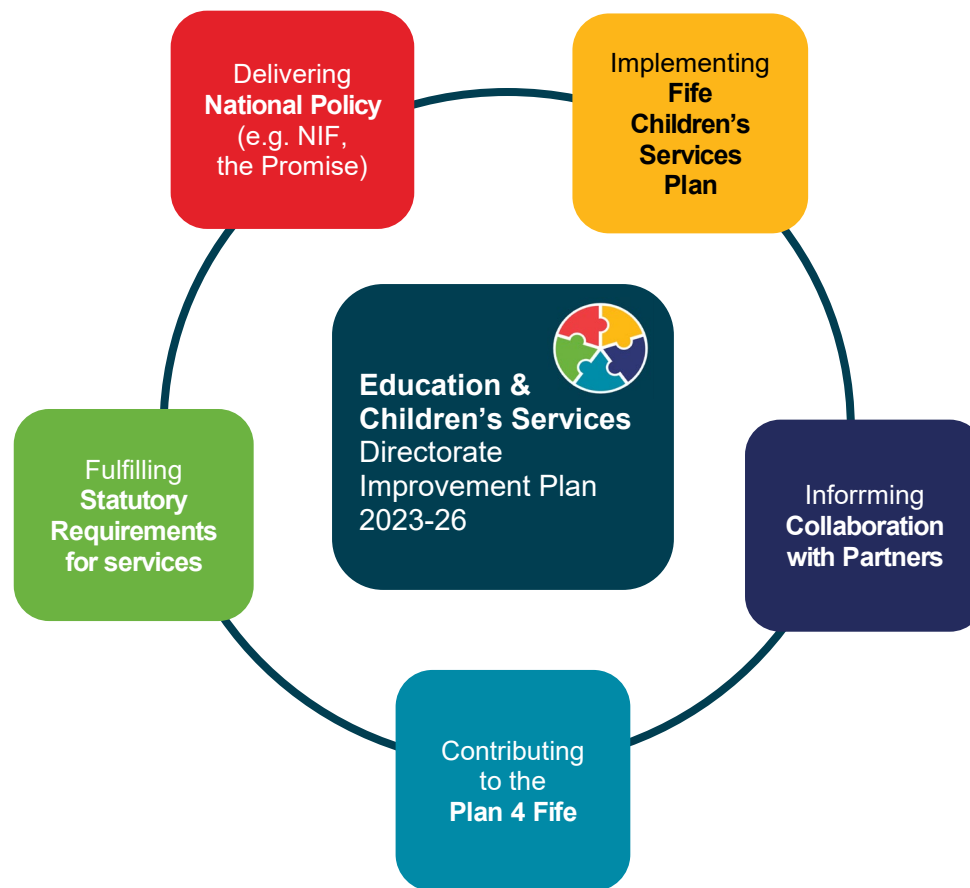 Delivering
National Policy
(e.g. NIF,
the Promise)
Implementing
Fife
Children's
Services
Plan
Education &
Children's Services
Directorate
Improvement Plan
2023-26
Fulfilling
Statutory
Requirements
for services
Inforrming
Collaboration
with Partners
Contributing
to the
Plan 4 Fife